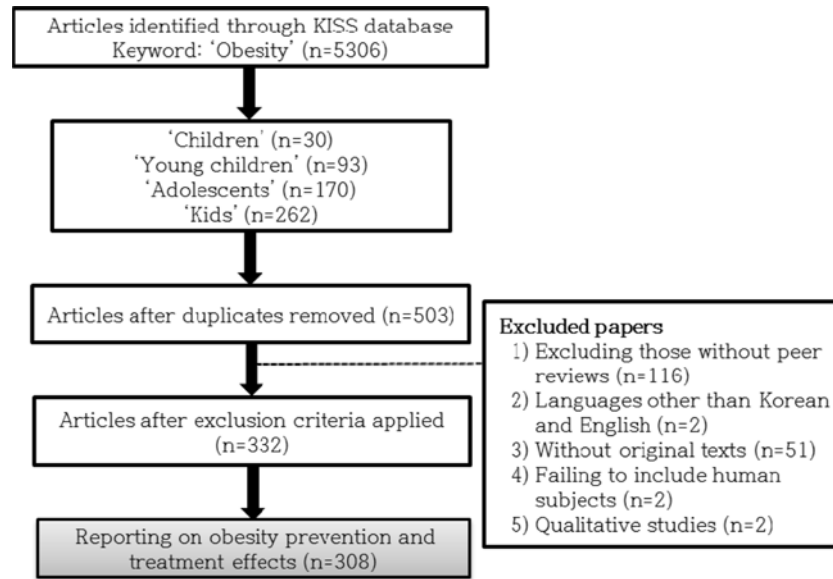 Articles identified through KISS database
Keyword: ‘Obesity’ (n=5306)
‘Children’ (n=30)
‘Young children’ (n=93)
‘Adolescents’ (n=170)
‘Kids’ (n=262)
Articles after duplicates removed (n=503)
Excluded papers
1) Excluding those without peer
reviews (n=116)
2) Languages other than Korean
and English (n=2)
3) Without original texts (n=51)
4) Failing to include human
subjects (n=2)
5) Qualitative studies (n=2)
Articles after exclusion criteria applied
(n=332)
Reporting on obesity prevention and
treatment effects (n=308)